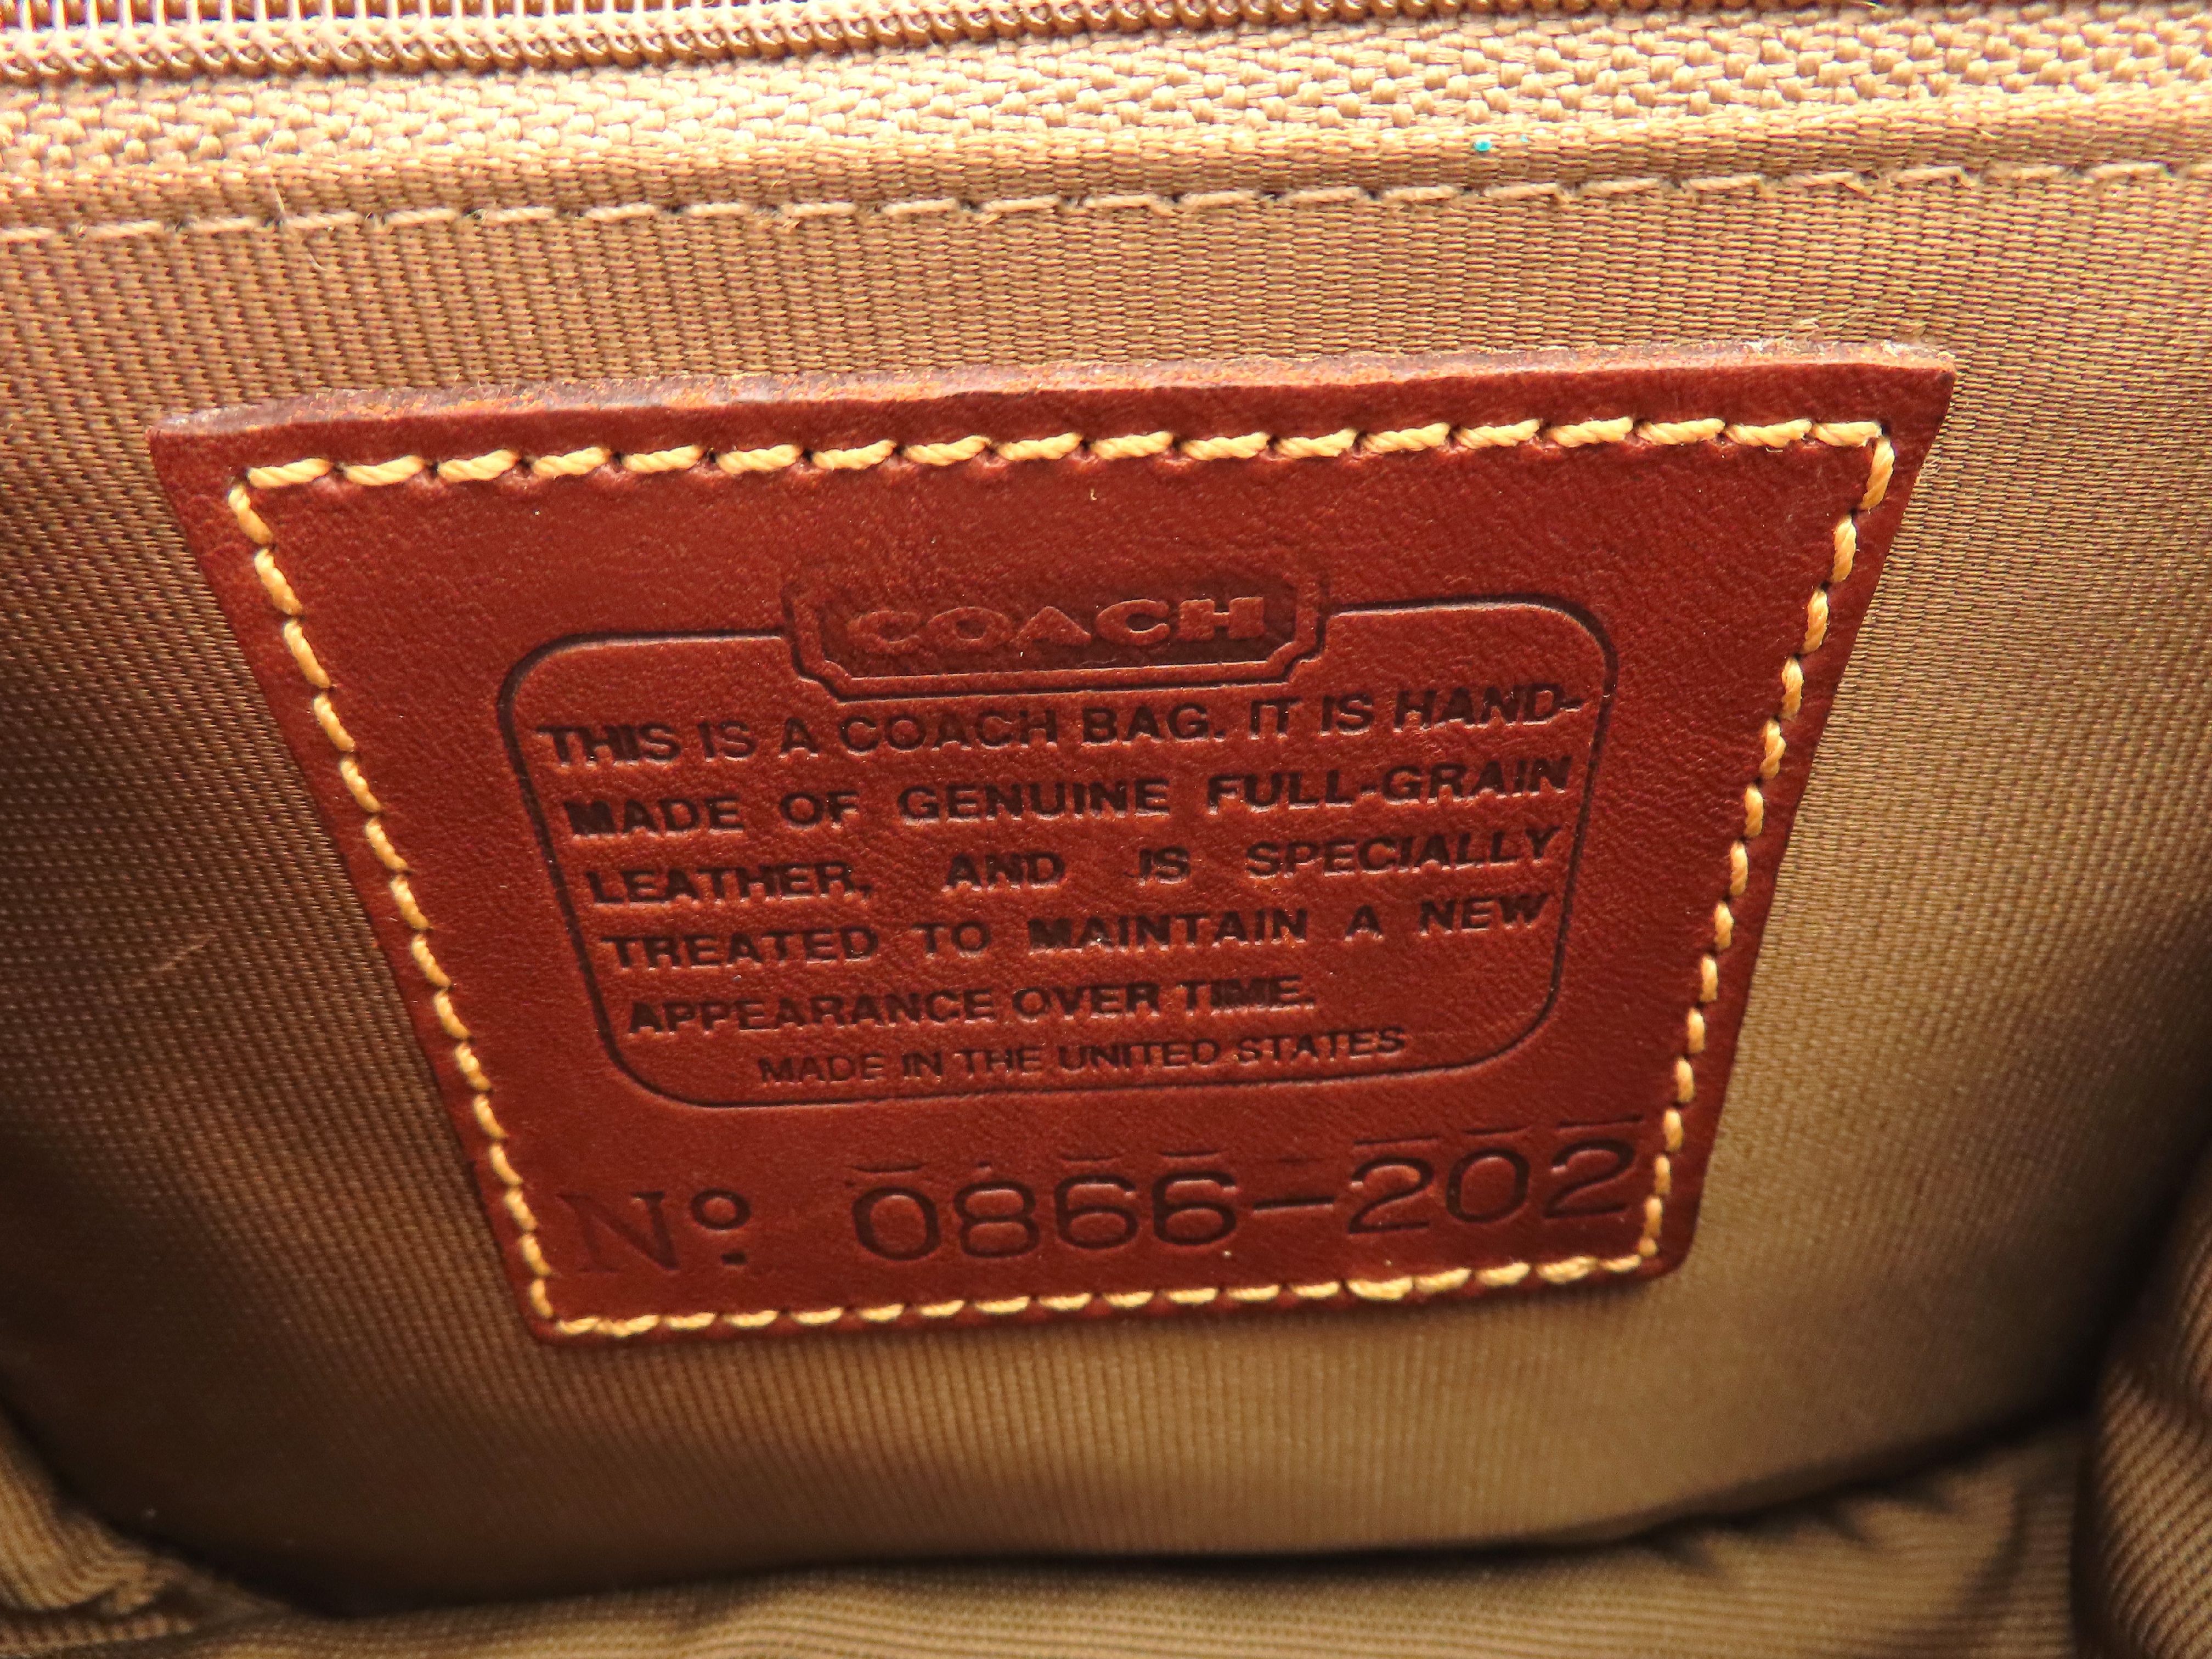 COACH
THIS IS A COACH BAG. IT IS HAND-
MADE OF GENUINE FULL-GRAIN
LEATHER, AND IS SPECIALLY
TREATED TO MAINTAIN A NEW
APPEARANCE OVER TIME.
MADE IN THE UNITED STATES
Nº 0866-202